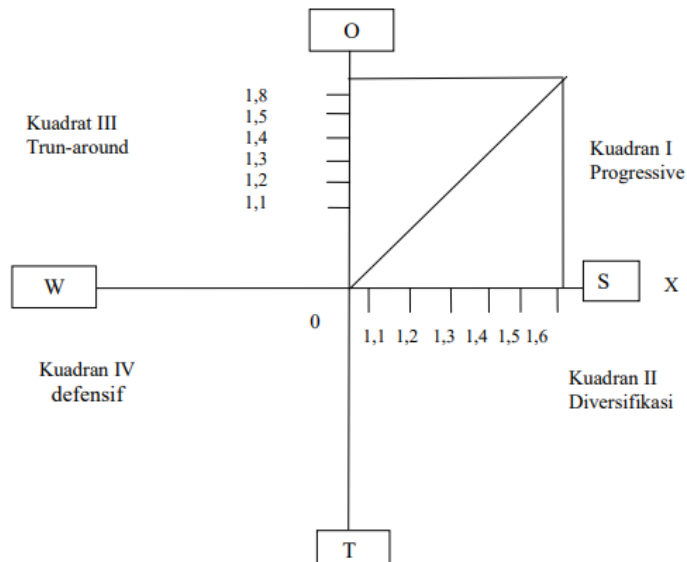 O
1,8
1,5
1,4
1,3
1,2
1,1
Kuadrat III
Trun-around
Kuadran I
Progressive
W
S
X
0
1,1 1,2 1,3 1,4 1,5 1,6
Kuadran IV
defensif
Kuadran II
Diversifikasi
T